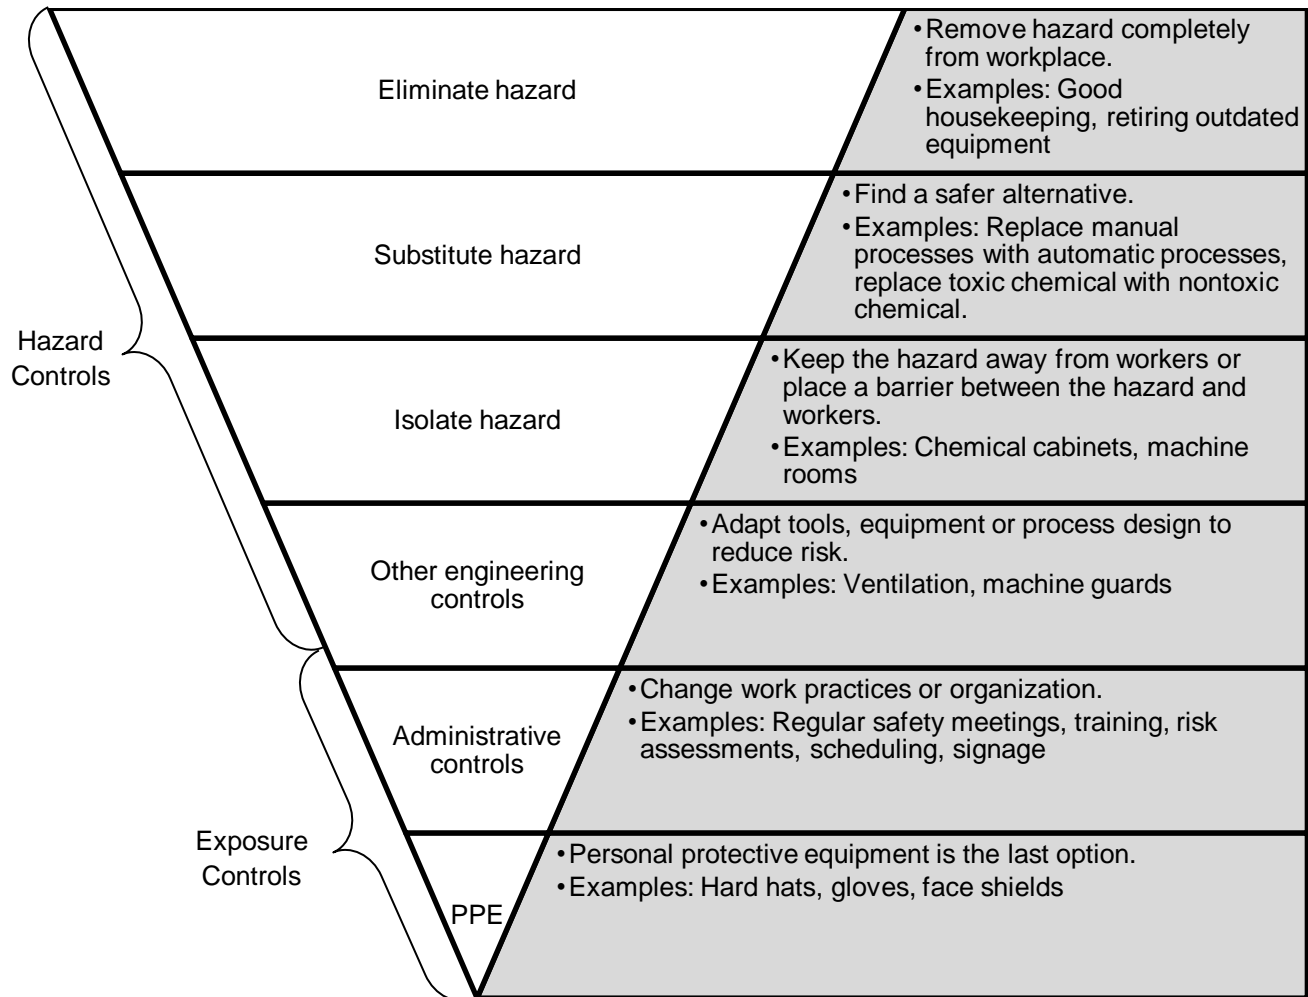 Eliminate hazard
•Remove hazard completely
from workplace.
•Examples: Good
housekeeping, retiring outdated
equipment
Substitute hazard
•Find a safer alternative.
•Examples: Replace manual
processes with automatic processes,
replace toxic chemical with nontoxic
chemical.
Hazard
Controls
Isolate hazard
•Keep the hazard away from workers or
place a barrier between the hazard and
workers.
•Examples: Chemical cabinets, machine
rooms
Other engineering
controls
•Adapt tools, equipment or process design to
reduce risk.
•Examples: Ventilation, machine guards
Administrative
controls
•Change work practices or organization.
•Examples: Regular safety meetings, training, risk
assessments, scheduling, signage
Exposure
Controls
PPE
•Personal protective equipment is the last option.
•Examples: Hard hats, gloves, face shields